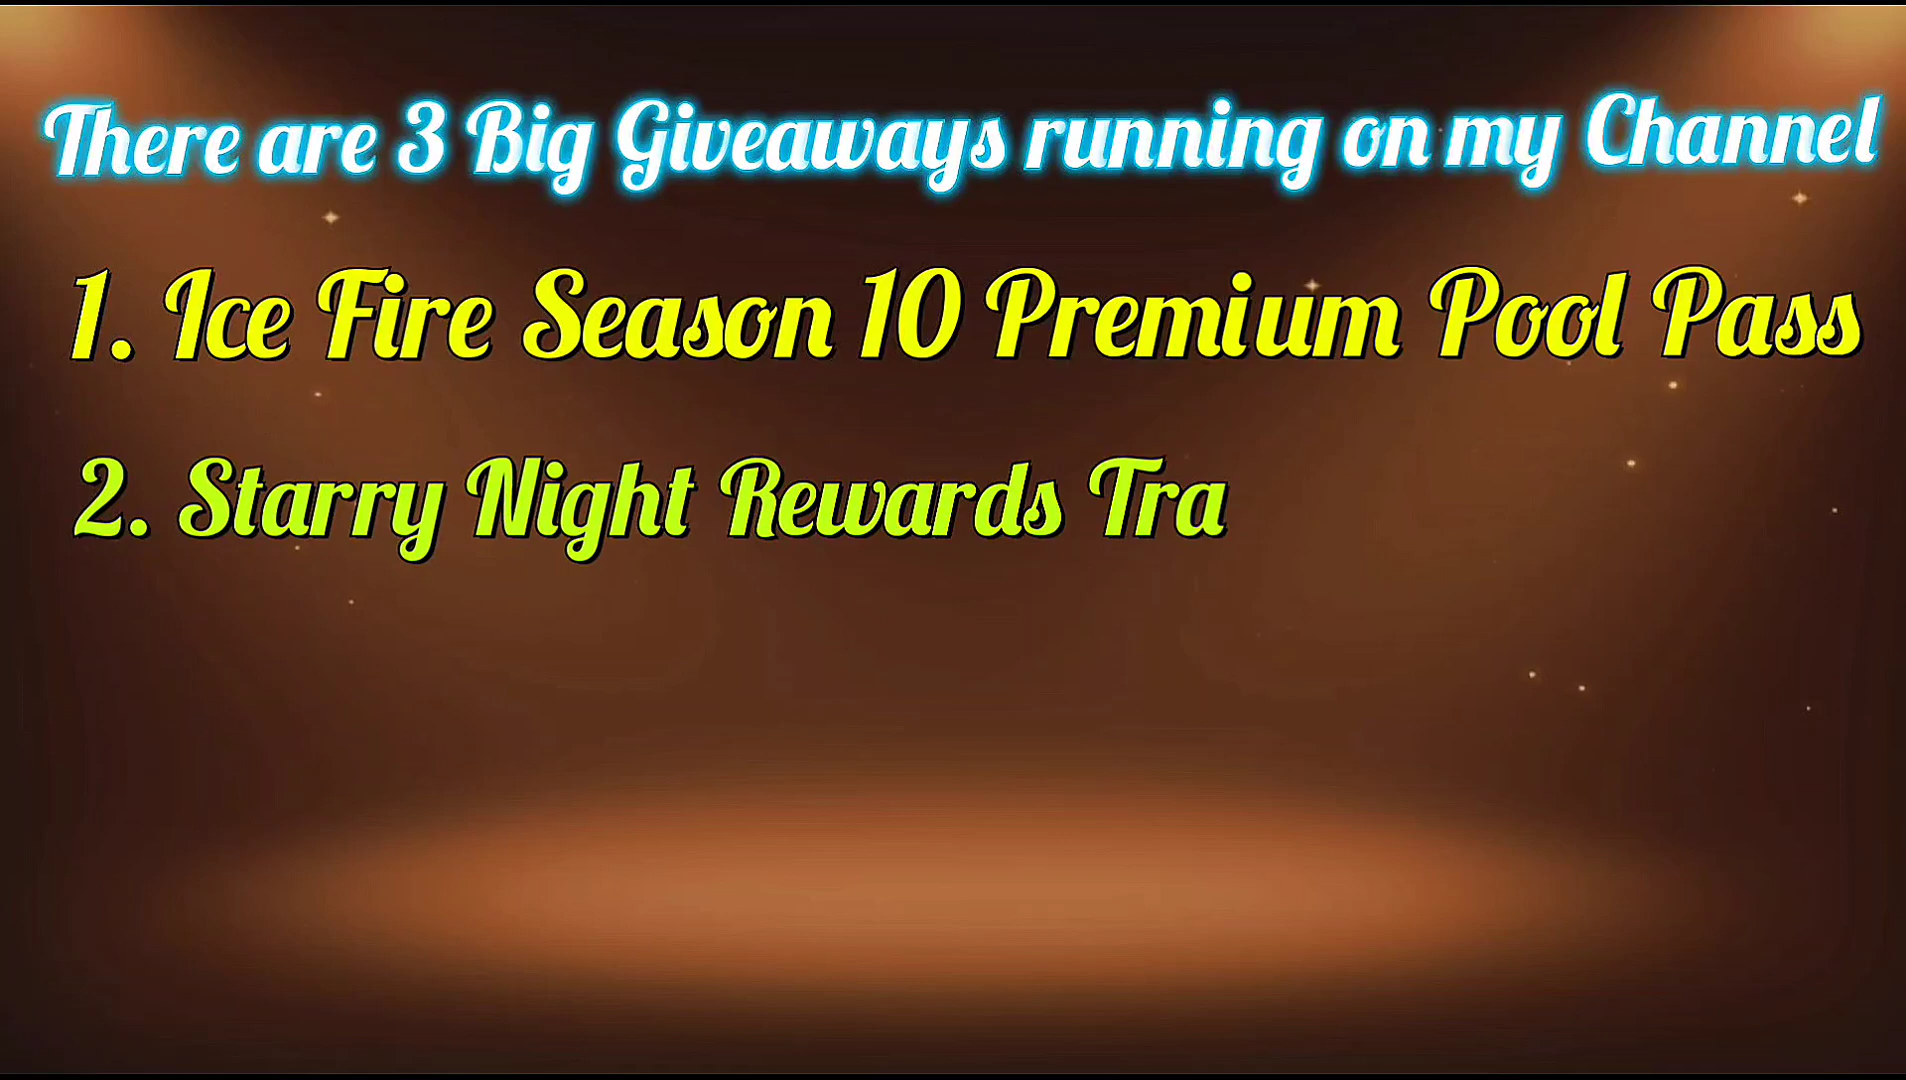 There are 3 Big Giveaways running on my Channel
1. Ice Fire Season 10 Premium Pool Pass
2. Starry Night Rewards Tra